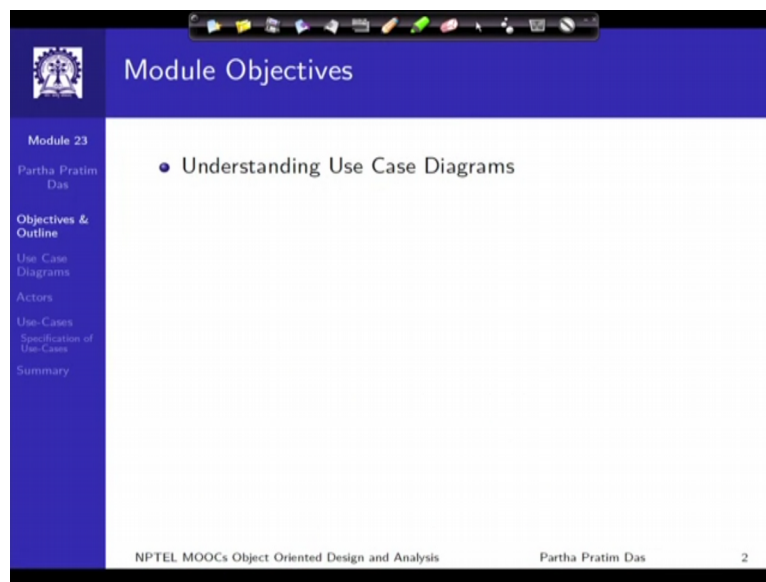 Module Objectives
Module 23
Partha Pratim
Das
Objectives &
Outline
Use Case
Diagrams
Actors
Use-Cases
Specification of
Use-Cases
Summary
Understanding Use Case Diagrams
NPTEL MOOCs Object Oriented Design and Analysis Partha Pratim Das 2